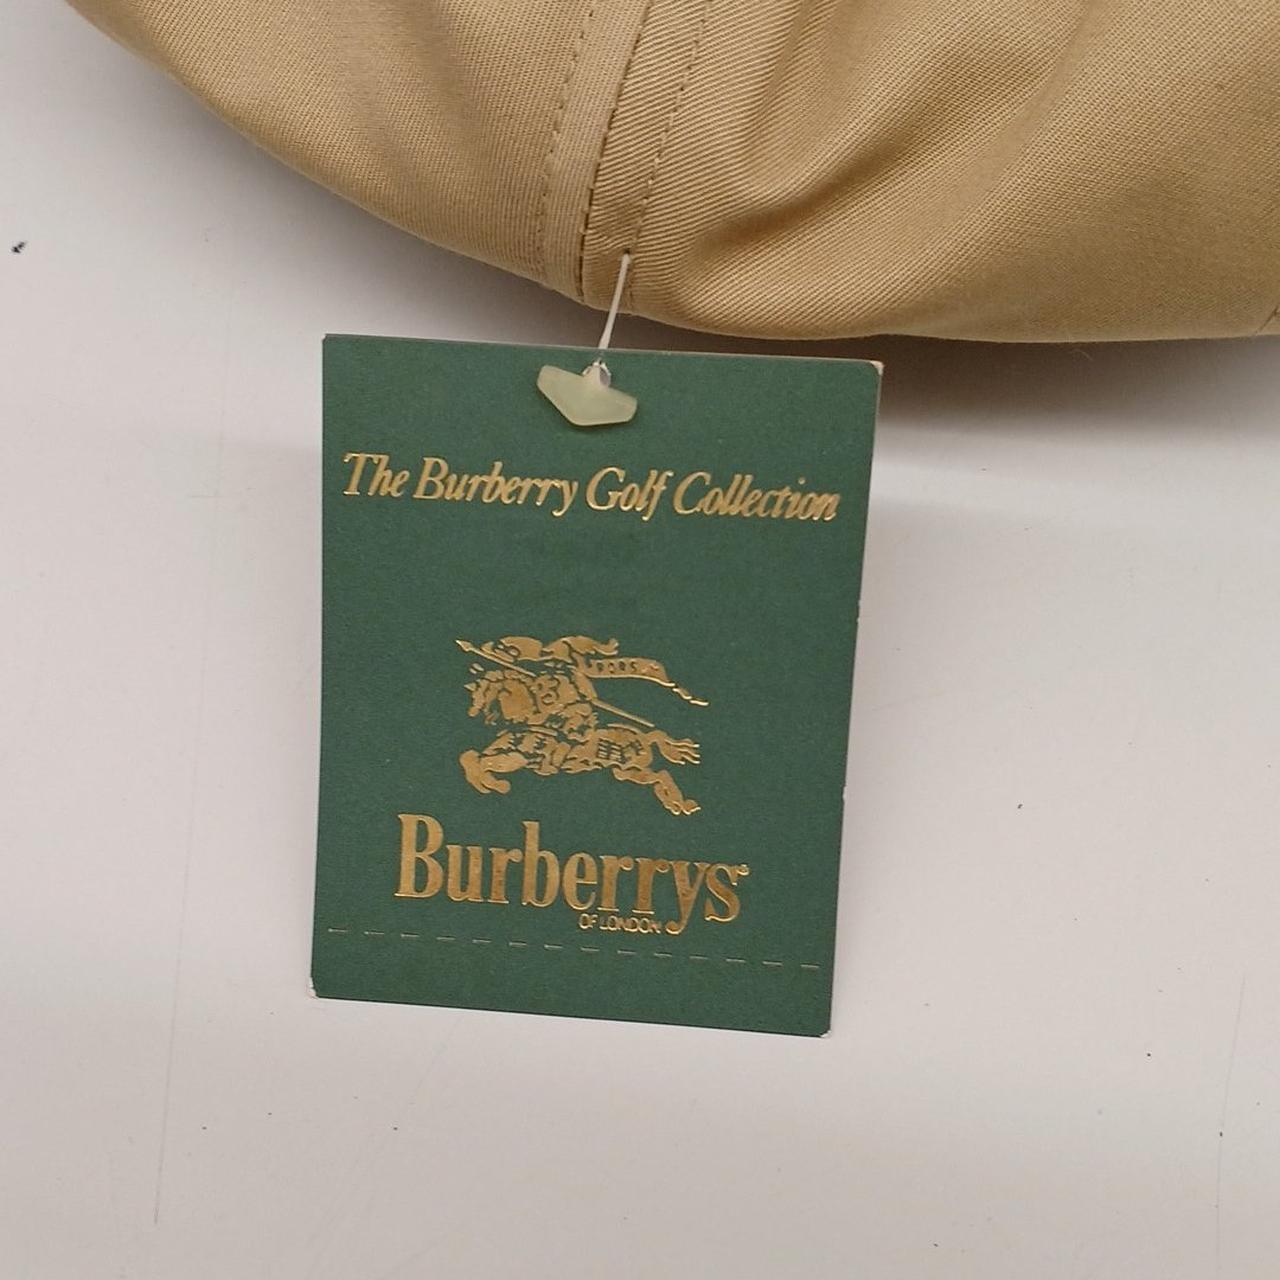 The Burberry Golf Collection
Burberrys
OF LONDON